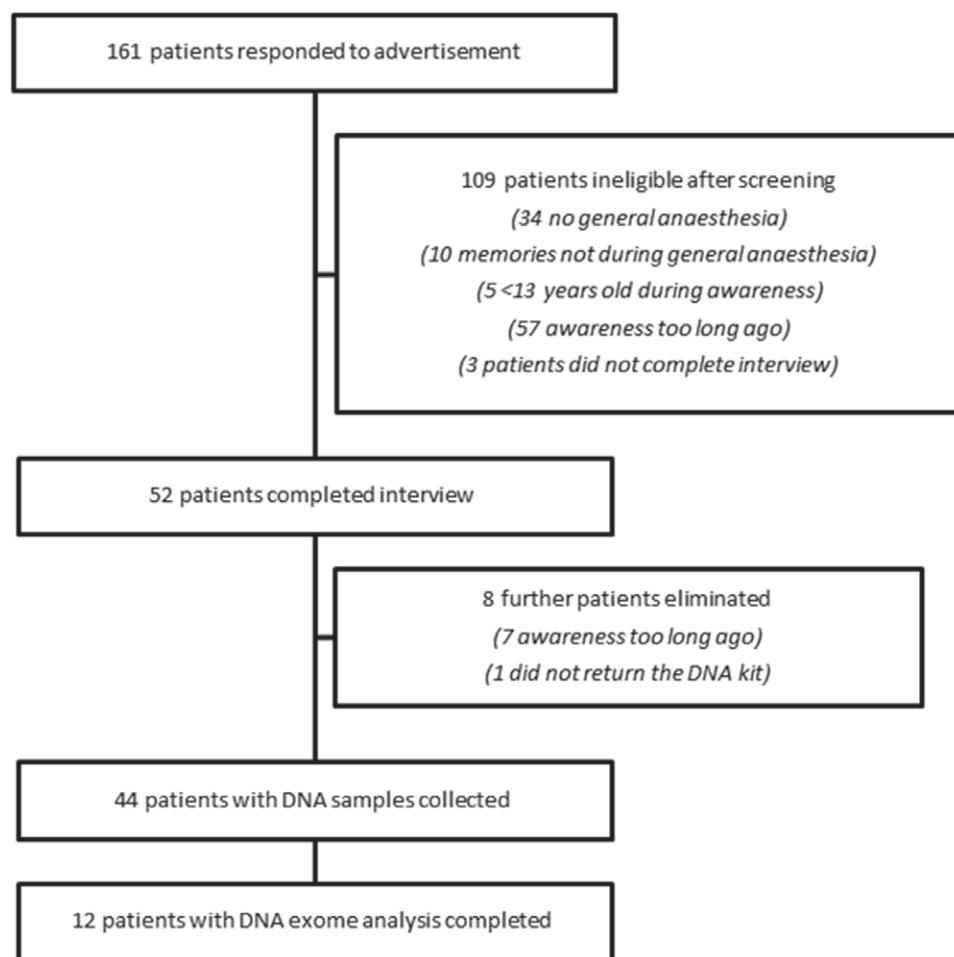 161 patients responded to advertisement
109 patients ineligible after screening
(34 no general anaesthesia)
(10 memories not during general anaesthesia)
(5 <13 years old during awareness)
(57 awareness too long ago)
(3 patients did not complete interview)
52 patients completed interview
8 further patients eliminated
(7 awareness too long ago)
(1 did not return the DNA kit)
44 patients with DNA samples collected
12 patients with DNA exome analysis completed